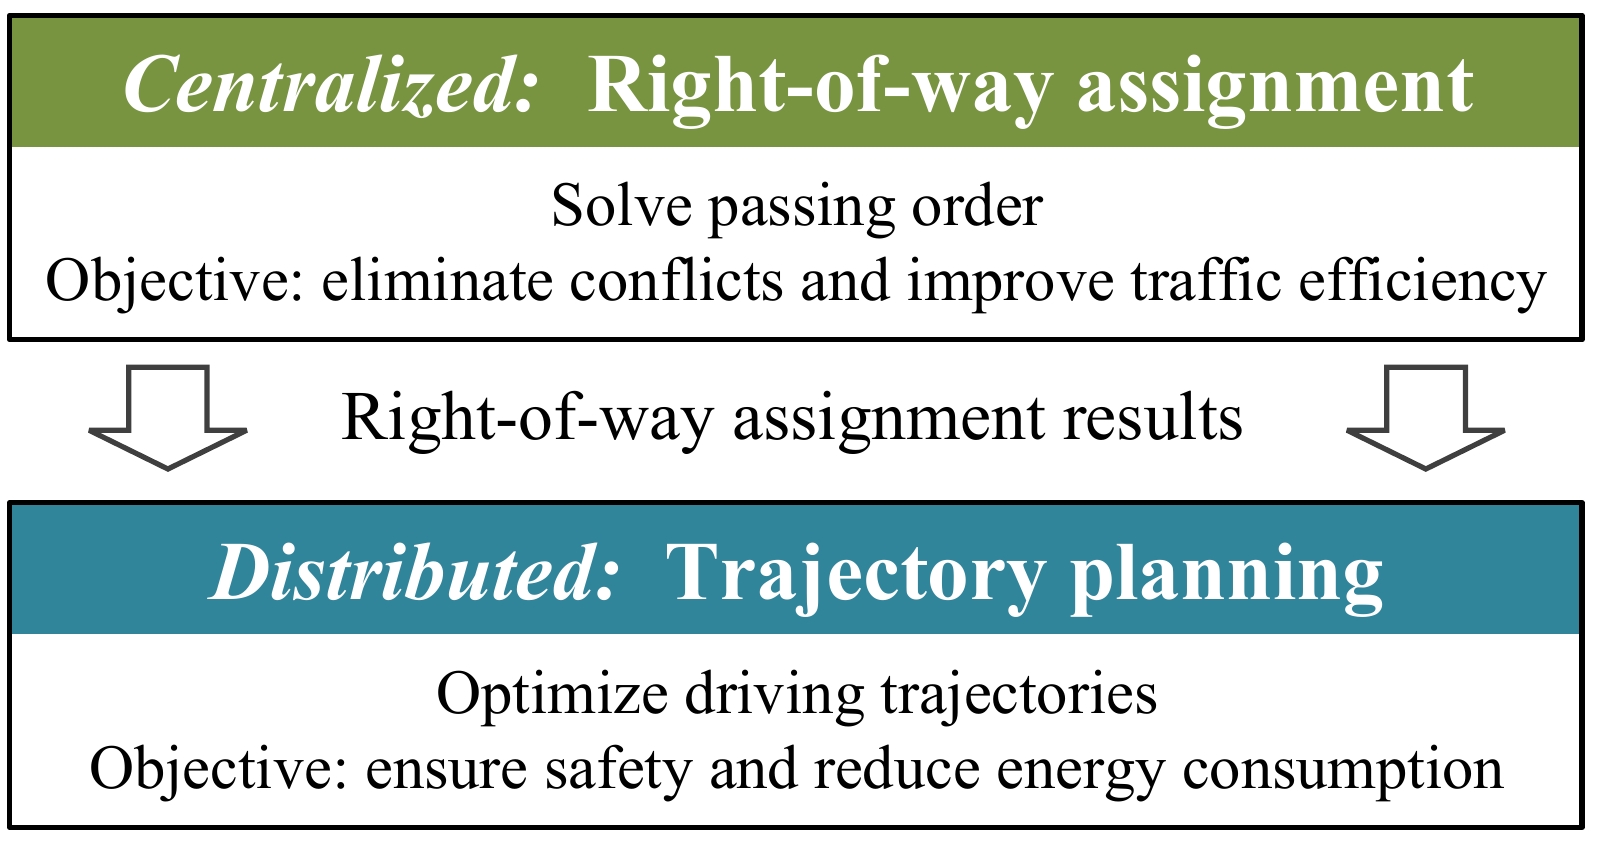 Centralized: Right-of-way assignment
Solve passing order
Objective: eliminate conflicts and improve traffic efficiency
Right-of-way assignment results
Distributed: Trajectory planning
Optimize driving trajectories
Objective: ensure safety and reduce energy consumption